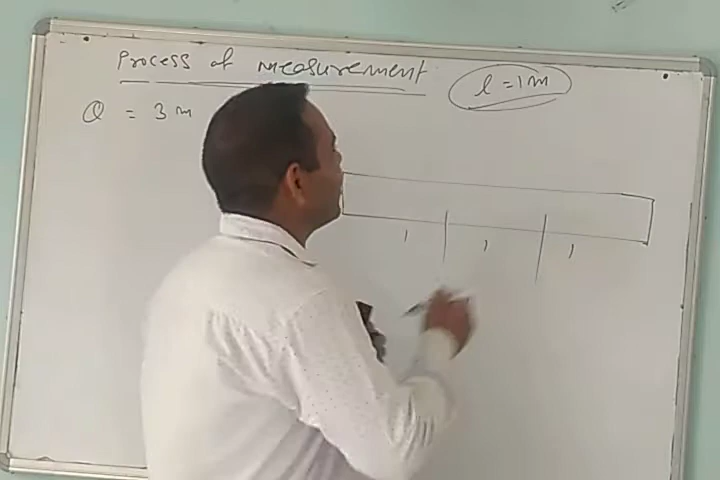 Process of measurement
l = 1m
Q = 3 m
1 1 1